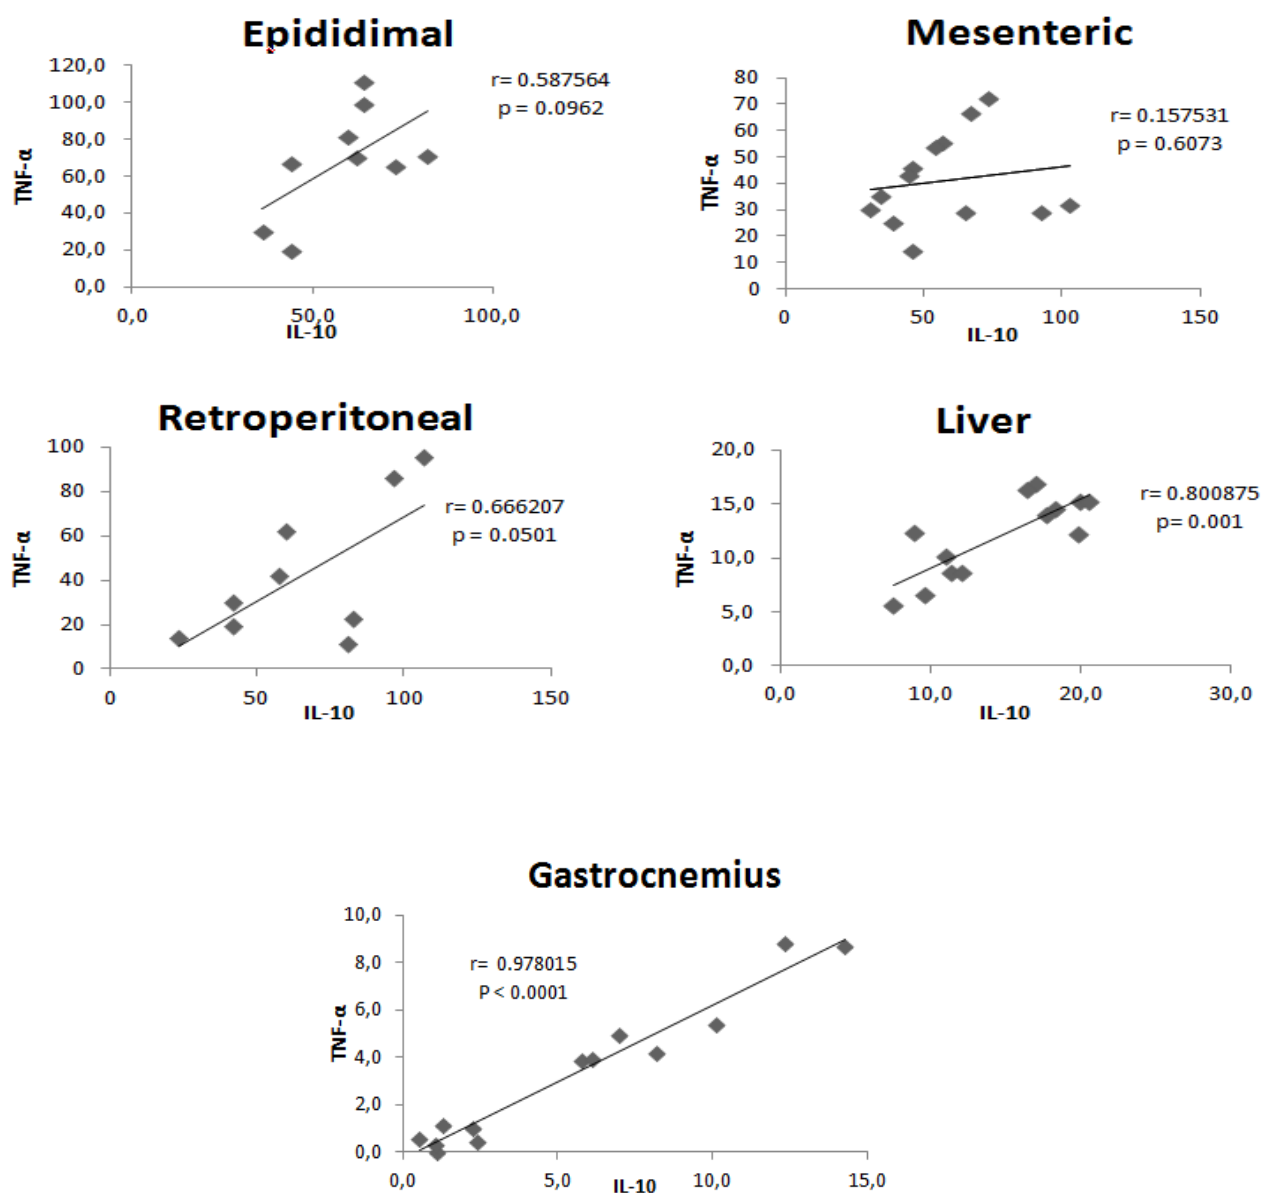 Epididimal
TNF-α
120,0
100,0
80,0
60,0
40,0
20,0
0,0
r= 0.587564
p = 0.0962
0,0
50,0
100,0
IL-10
Mesenteric
TNF-α
80
70
60
50
40
30
20
10
0
r= 0.157531
p = 0.6073
0
50
100
150
IL-10
Retroperitoneal
TNF-α
100
80
60
40
20
0
r= 0.666207
p = 0.0501
0
50
100
150
IL-10
Liver
TNF-α
20,0
15,0
10,0
5,0
0,0
r= 0.800875
p= 0.001
0,0
10,0
20,0
30,0
IL-10
Gastrocnemius
TNF-α
10,0
8,0
6,0
4,0
2,0
0,0
r= 0.978015
P < 0.0001
0,0
5,0
10,0
15,0
IL-10